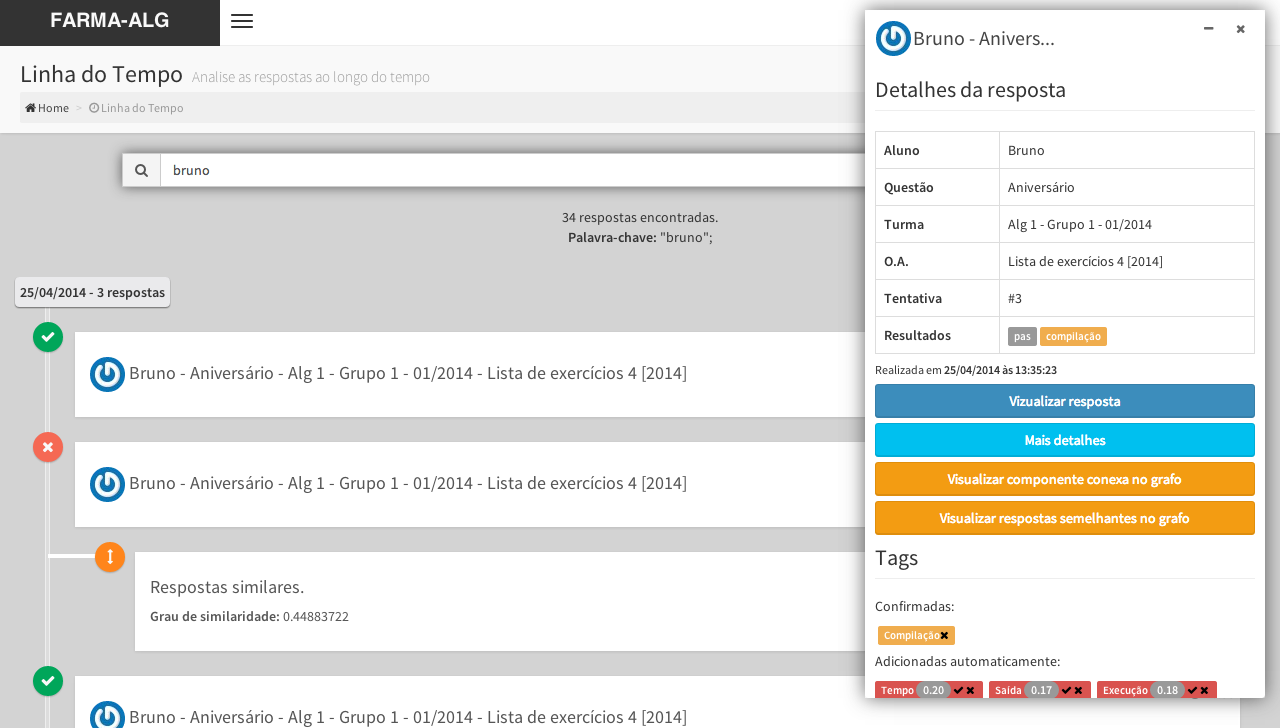 FARMA-ALG
Linha do Tempo Analise as respostas ao longo do tempo
Home > Linha do Tempo
bruno
34 respostas encontradas.
Palavra-chave: "bruno";
25/04/2014 - 3 respostas
Bruno - Aniversário - Alg 1 - Grupo 1 - 01/2014 - Lista de exercícios 4 [2014]
Bruno - Aniversário - Alg 1 - Grupo 1 - 01/2014 - Lista de exercícios 4 [2014]
Respostas similares.
Grau de similaridade: 0.44883722
Bruno - Aniversário - Alg 1 - Grupo 1 - 01/2014 - Lista de exercícios 4 [2014]
Bruno - Anivers...
Detalhes da resposta
Aluno Bruno
Questão Aniversário
Turma Alg 1 - Grupo 1 - 01/2014
O.A. Lista de exercícios 4 [2014]
Tentativa #3
Resultados pas compilação
Realizada em 25/04/2014 às 13:35:23
Vizualizar resposta
Mais detalhes
Visualizar componente conexa no grafo
Visualizar respostas semelhantes no grafo
Tags
Confirmadas:
Compilação
Adicionadas automaticamente:
Tempo 0.20 Saída 0.17 Execução 0.18